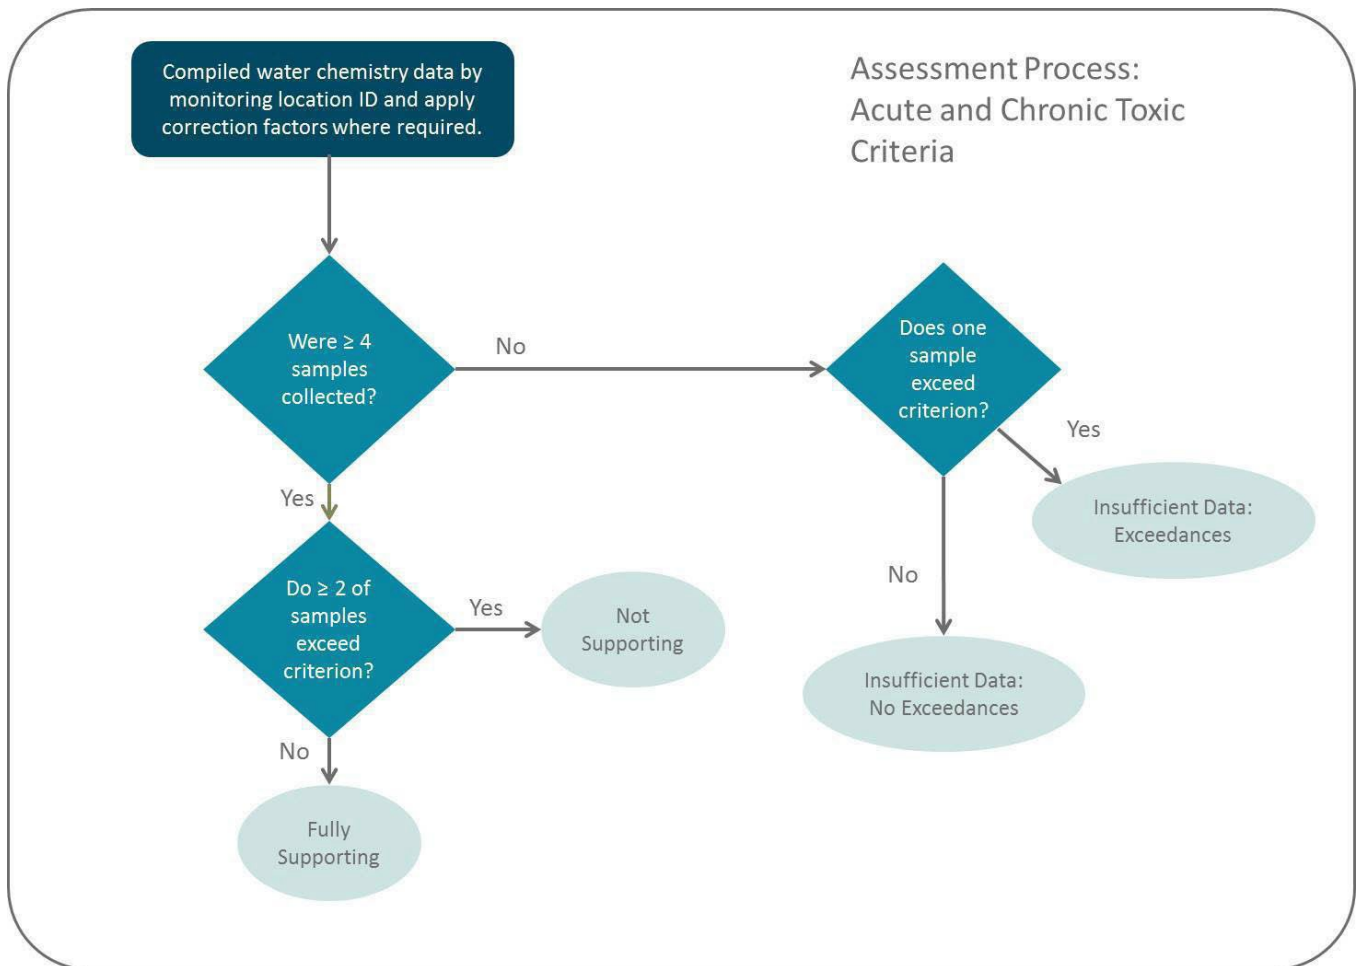 Compiled water chemistry data by
monitoring location ID and apply
correction factors where required.
Assessment Process:
Acute and Chronic Toxic
Criteria
Were ≥ 4
samples
collected?
No
Does one
sample
exceed
criterion?
Yes
Insufficient Data:
Exceedances
No
Insufficient Data:
No Exceedances
Yes
Do ≥ 2 of
samples
exceed
criterion?
Yes
Not
Supporting
No
Fully
Supporting